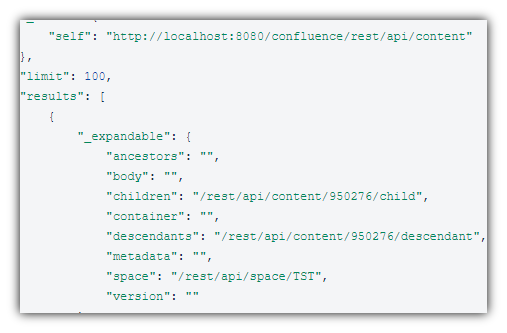 "self": "http://localhost:8080/confluence/rest/api/content"
},
"limit": 100,
"results": [
{
"_expandable": {
"ancestors": "",
"body": "",
"children": "/rest/api/content/950276/child",
"container": "",
"descendants": "/rest/api/content/950276/descendant",
"metadata": "",
"space": "/rest/api/space/TST",
"version": ""